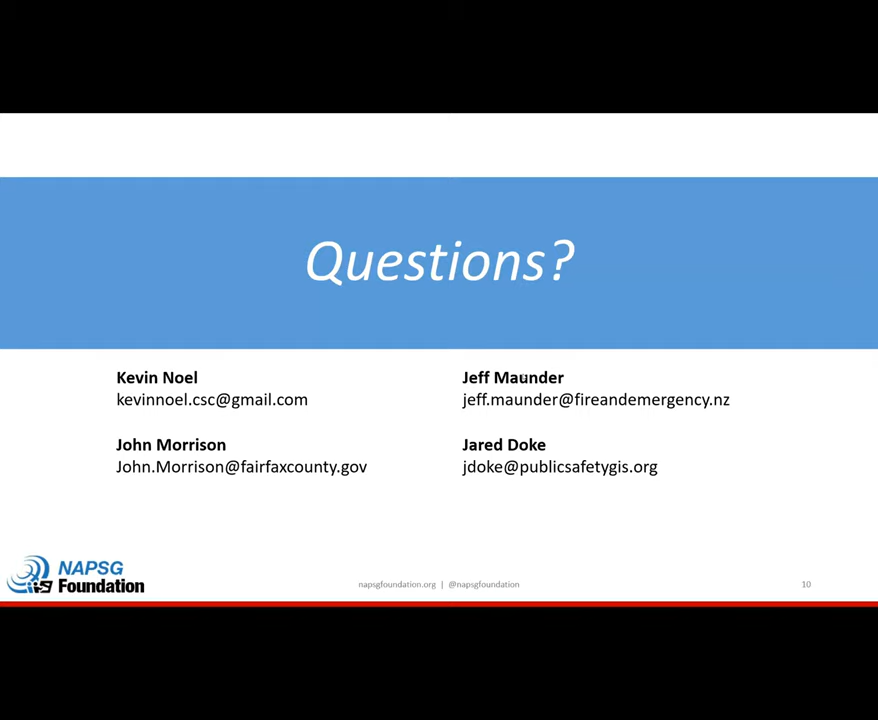 Questions?
Kevin Noel
kevinnoel.csc@gmail.com
John Morrison
John.Morrison@fairfaxcounty.gov
Jeff Maunder
jeff.maunder@fireandemergency.nz
Jared Doke
jdoke@publicsafetygis.org
NAPSG
Foundation
napsgfoundation.org | @napsgfoundation
10